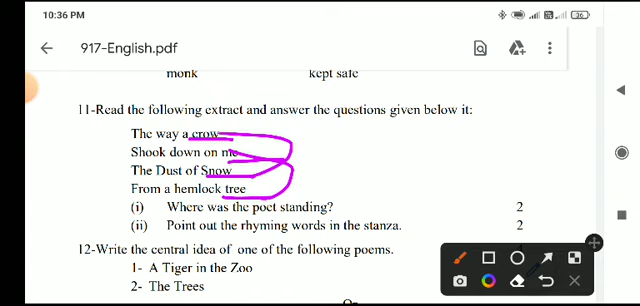 10:36 PM
36
917-English.pdf
monk kept safe
11-Read the following extract and answer the questions given below it:
The way a crow
Shook down on me
The Dust of Snow
From a hemlock tree
(i) Where was the poet standing? 2
(ii) Point out the rhyming words in the stanza. 2
12-Write the central idea of one of the following poems.
1- A Tiger in the Zoo
2- The Trees
Or